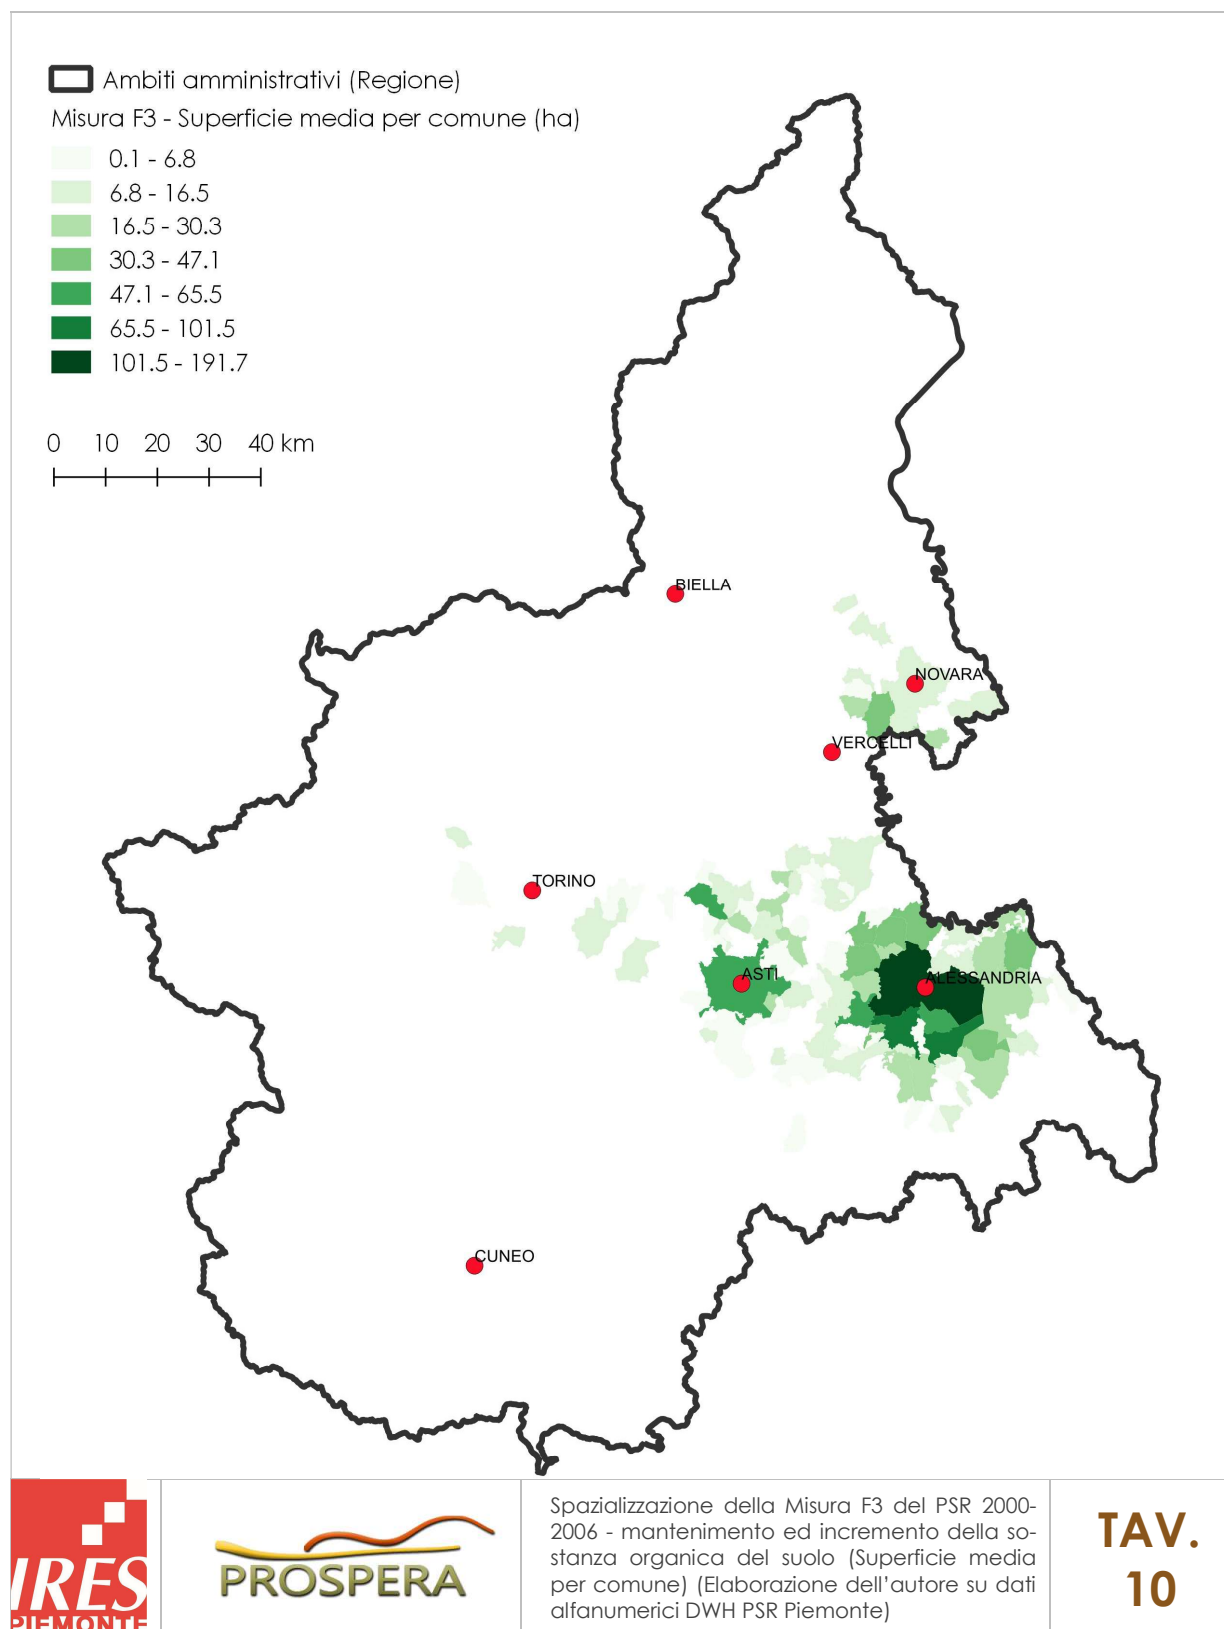 Ambiti amministrativi (Regione)
Misura F3 - Superficie media per comune (ha)
0.1 - 6.8
6.8 - 16.5
16.5 - 30.3
30.3 - 47.1
47.1 - 65.5
65.5 - 101.5
101.5 - 191.7
0 10 20 30 40 km
BIELLA
NOVARA
VERCELLI
TORINO
ASTI
ALESSANDRIA
CUNEO
IRES
PIEMONTE
PROSPERA
Spazializzazione della Misura F3 del PSR 2000-
2006 - mantenimento ed incremento della so-
stanza organica del suolo (Superficie media
per comune) (Elaborazione dell'autore su dati
alfanumerici DWH PSR Piemonte)
TAV.
10